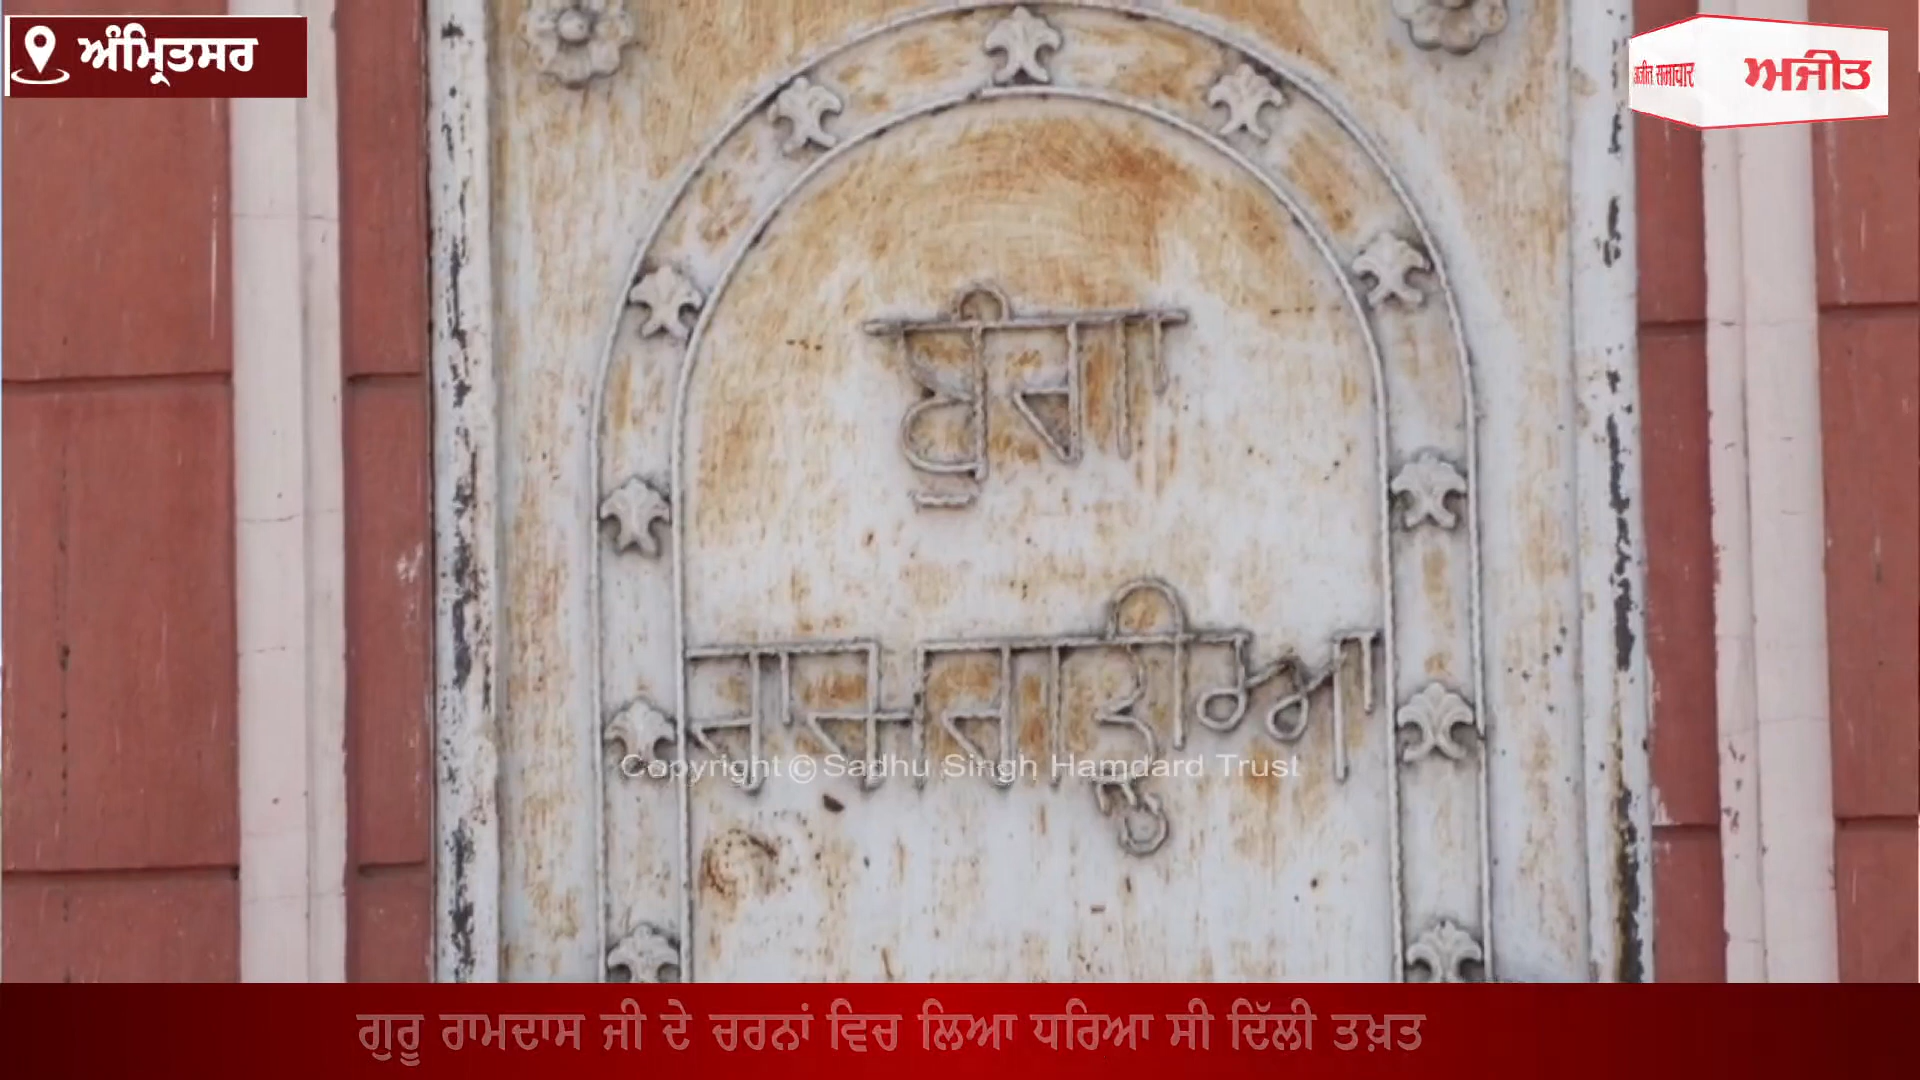 ਅੰਮ੍ਰਿਤਸਰ
अजीत समाचार
ਅਜੀਤ
ਬੁੰਗਾ
ਰਾਮਗੜ੍ਹੀਆ
Copyright © Sadhu Singh Hamdard Trust
ਗੁਰੂ ਰਾਮਦਾਸ ਜੀ ਦੇ ਚਰਨਾਂ ਵਿਚ ਲਿਆ ਧਰਿਆ ਸੀ ਦਿੱਲੀ ਤਖ਼ਤ